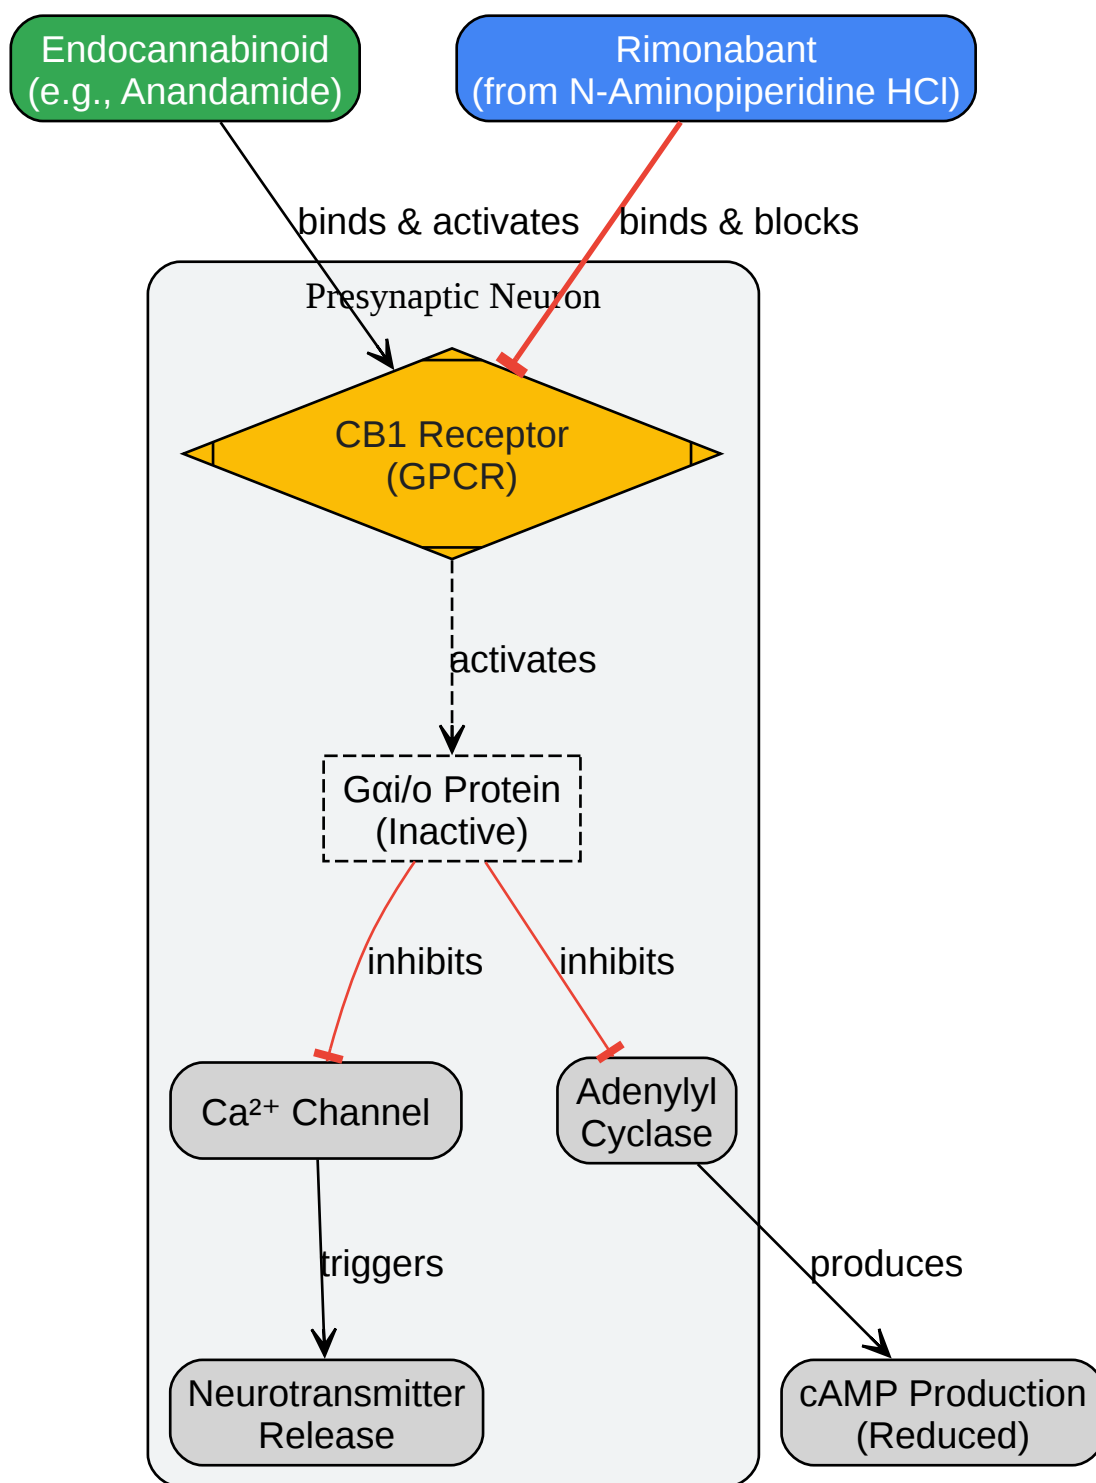 Endocannabinoid
(e.g., Anandamide)
Rimonabant
(from N-Aminopiperidine HCl)
binds & activates
binds & blocks
Presynaptic Neuron
CB1 Receptor
(GPCR)
activates
Gαi/o Protein
(Inactive)
inhibits
inhibits
Ca²⁺ Channel
Adenylyl
Cyclase
triggers
produces
Neurotransmitter
Release
cAMP Production
(Reduced)